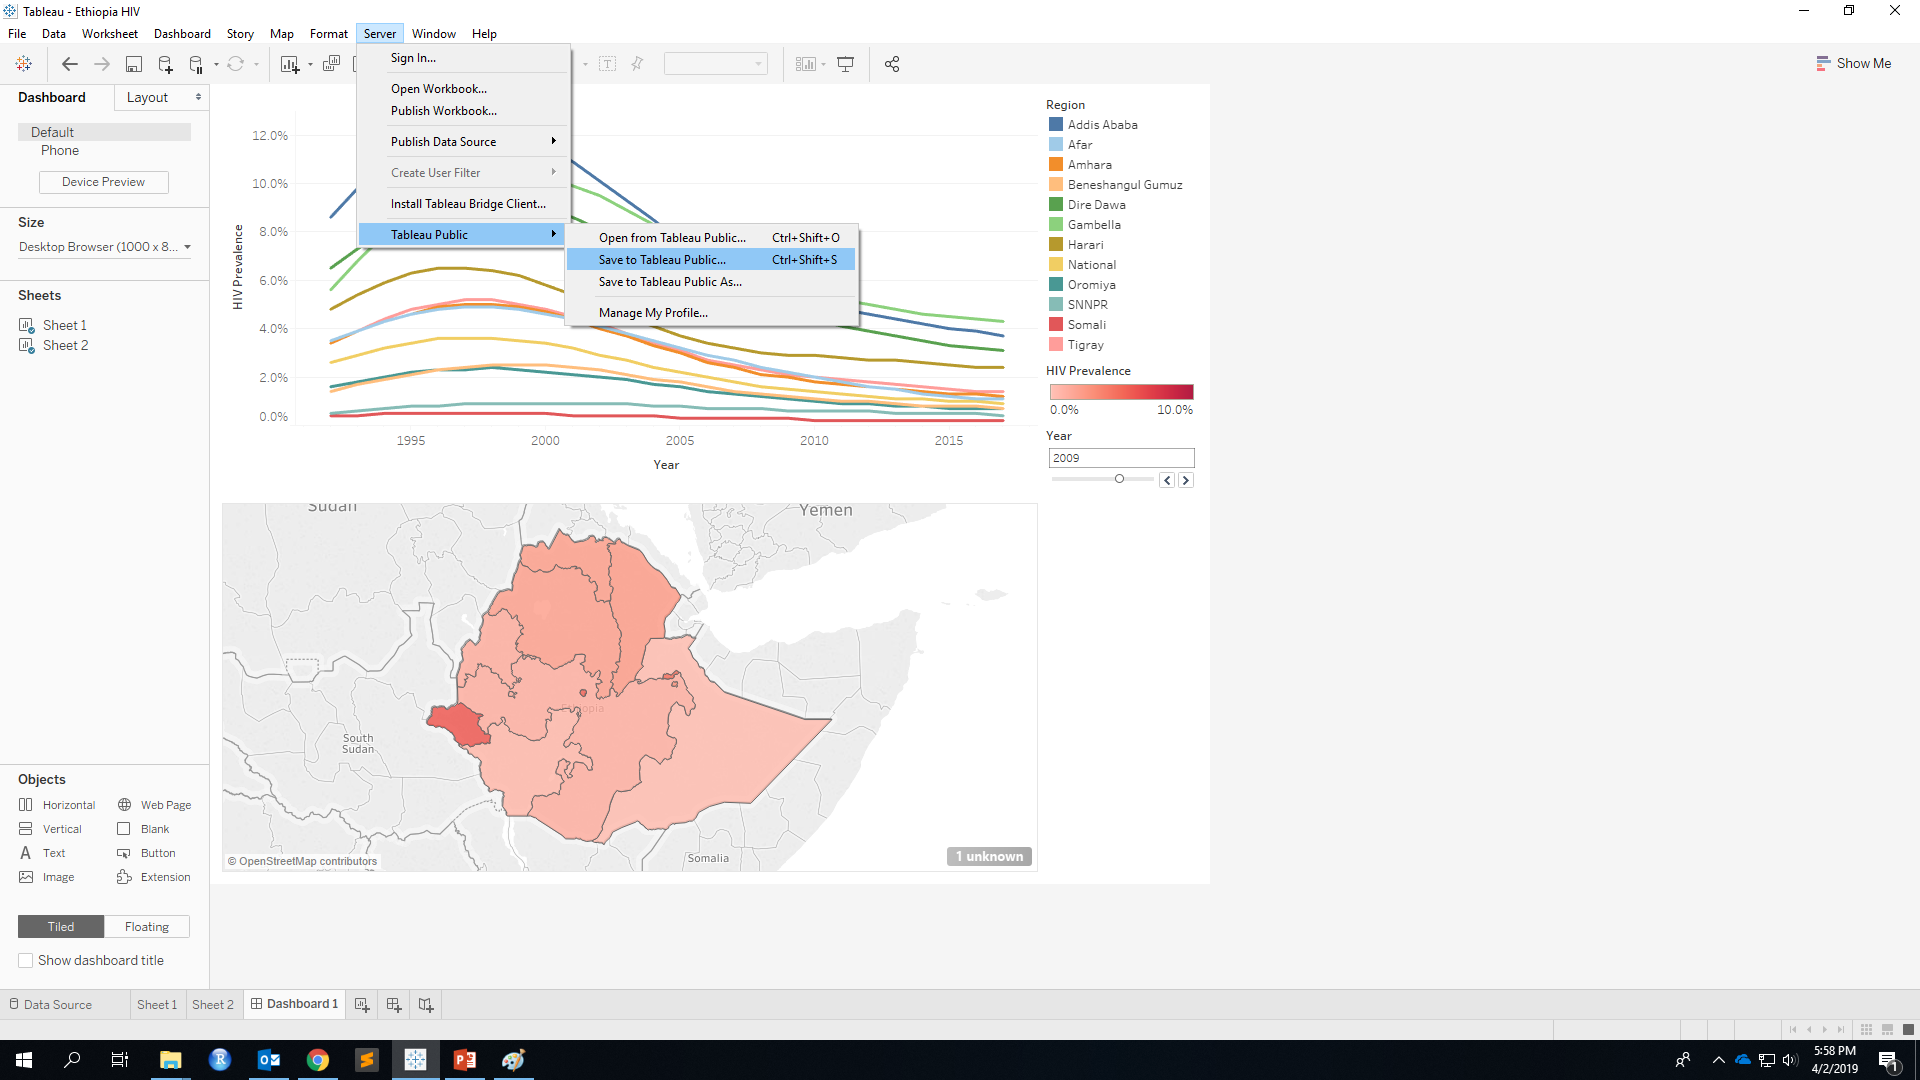 Tableau - Ethiopia HIV
File Data Worksheet Dashboard Story Map Format Server Window Help
Show Me
Dashboard Layout
Default
Phone
Device Preview
Size
Desktop Browser (1000 x 8...
Sheets
Sheet 1
Sheet 2
Objects
Horizontal Web Page
Vertical Blank
Text Button
Image Extension
Tiled Floating
Show dashboard title
Sign In...
Open Workbook...
Publish Workbook...
Publish Data Source
Create User Filter
Install Tableau Bridge Client...
Tableau Public
Open from Tableau Public... Ctrl+Shift+O
Save to Tableau Public... Ctrl+Shift+S
Save to Tableau Public As...
Manage My Profile...
HIV Prevalence
12.0%
10.0%
8.0%
6.0%
4.0%
2.0%
0.0%
1995 2000 2005 2010 2015
Year
Region
Addis Ababa
Afar
Amhara
Beneshangul Gumuz
Dire Dawa
Gambella
Harari
National
Oromiya
SNNPR
Somali
Tigray
HIV Prevalence
0.0% 10.0%
Year
2009
Sudan
Yemen
Ethiopia
South
Sudan
Somalia
© OpenStreetMap contributors
1 unknown
Data Source Sheet 1 Sheet 2 Dashboard 1
5:58 PM
4/2/2019
1